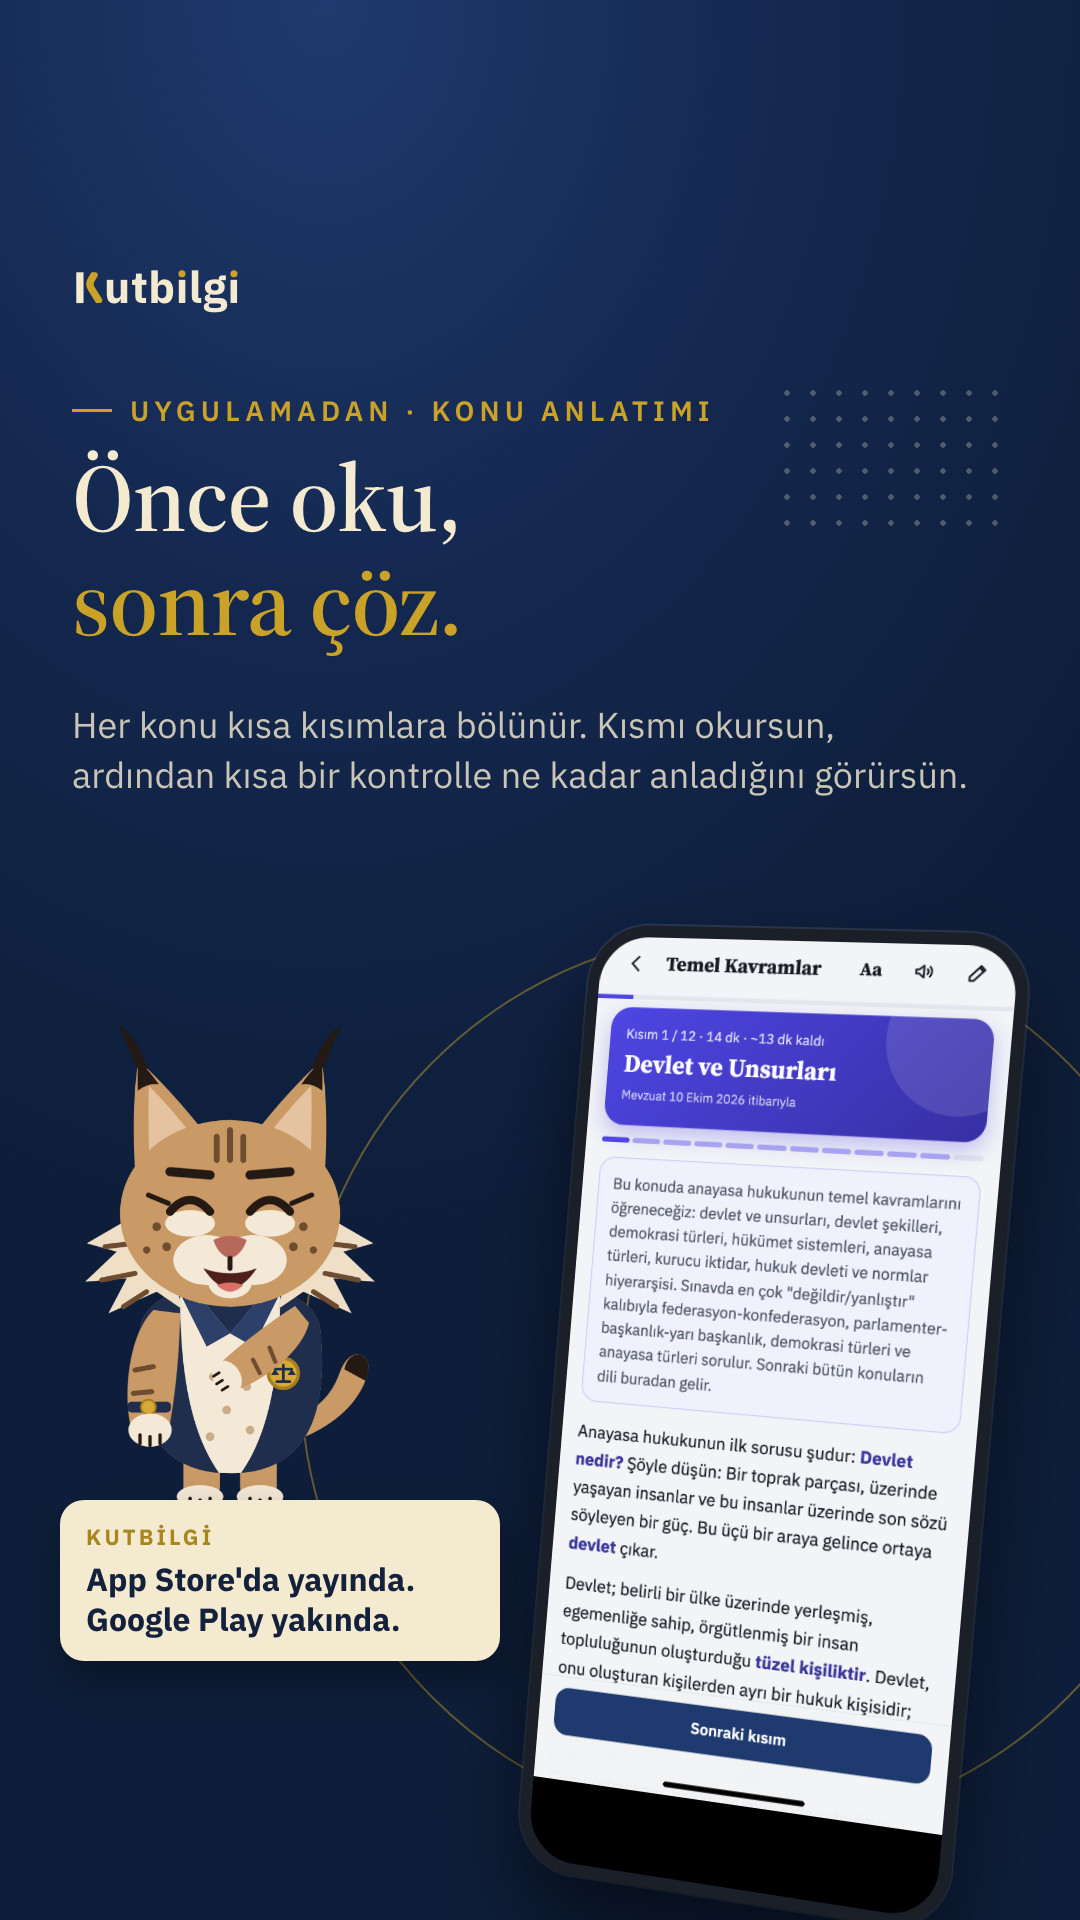 Kutbilgi
UYGULAMADAN · KONU ANLATIMI
Önce oku,
sonra çöz.
Her konu kısa kısımlara bölünür. Kısmı okursun,
ardından kısa bir kontrolle ne kadar anladığını görürsün.
Temel Kavramlar Aa
Kısım 1 / 12 · 14 dk · ~13 dk kaldı
Devlet ve Unsurları
Mevzuat 10 Ekim 2026 itibarıyla
Bu konuda anayasa hukukunun temel kavramlarını
öğreneceğiz: devlet ve unsurları, devlet şekilleri,
demokrasi türleri, hükümet sistemleri, anayasa
türleri, kurucu iktidar, hukuk devleti ve normlar
hiyerarşisi. Sınavda en çok "değildir/yanlıştır"
kalıbıyla federasyon-konfederasyon, parlamenter-
başkanlık-yarı başkanlık, demokrasi türleri ve
anayasa türleri sorulur. Sonraki bütün konuların
dili buradan gelir.
Anayasa hukukunun ilk sorusu şudur: Devlet
nedir? Şöyle düşün: Bir toprak parçası, üzerinde
yaşayan insanlar ve bu insanlar üzerinde son sözü
söyleyen bir güç. Bu üçü bir araya gelince ortaya
devlet çıkar.
Devlet; belirli bir ülke üzerinde yerleşmiş,
egemenliğe sahip, örgütlenmiş bir insan
topluluğunun oluşturduğu tüzel kişiliktir. Devlet,
onu oluşturan kişilerden ayrı bir hukuk kişisidir;
Sonraki kısım
KUTBİLGİ
App Store'da yayında.
Google Play yakında.